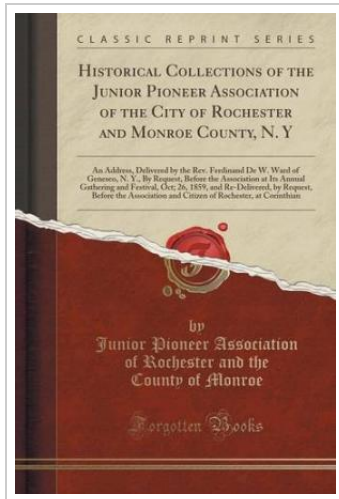 CLASSIC REPRINT SERIES
HISTORICAL COLLECTIONS OF THE
JUNIOR PIONEER ASSOCIATION
OF THE CITY OF ROCHESTER
AND MONROE COUNTY, N. Y
An Address, Delivered by the Rev. Ferdinand De W. Ward of
Geneseo, N. Y., By Request, Before the Association at Its Annual
Gathering and Festival, Oct; 26, 1859, and Re-Delivered, by Request,
Before the Association and Citizen of Rochester, at Corinthian
by
Junior Pioneer Association
of Rochester and the
County of Monroe
Forgotten Books